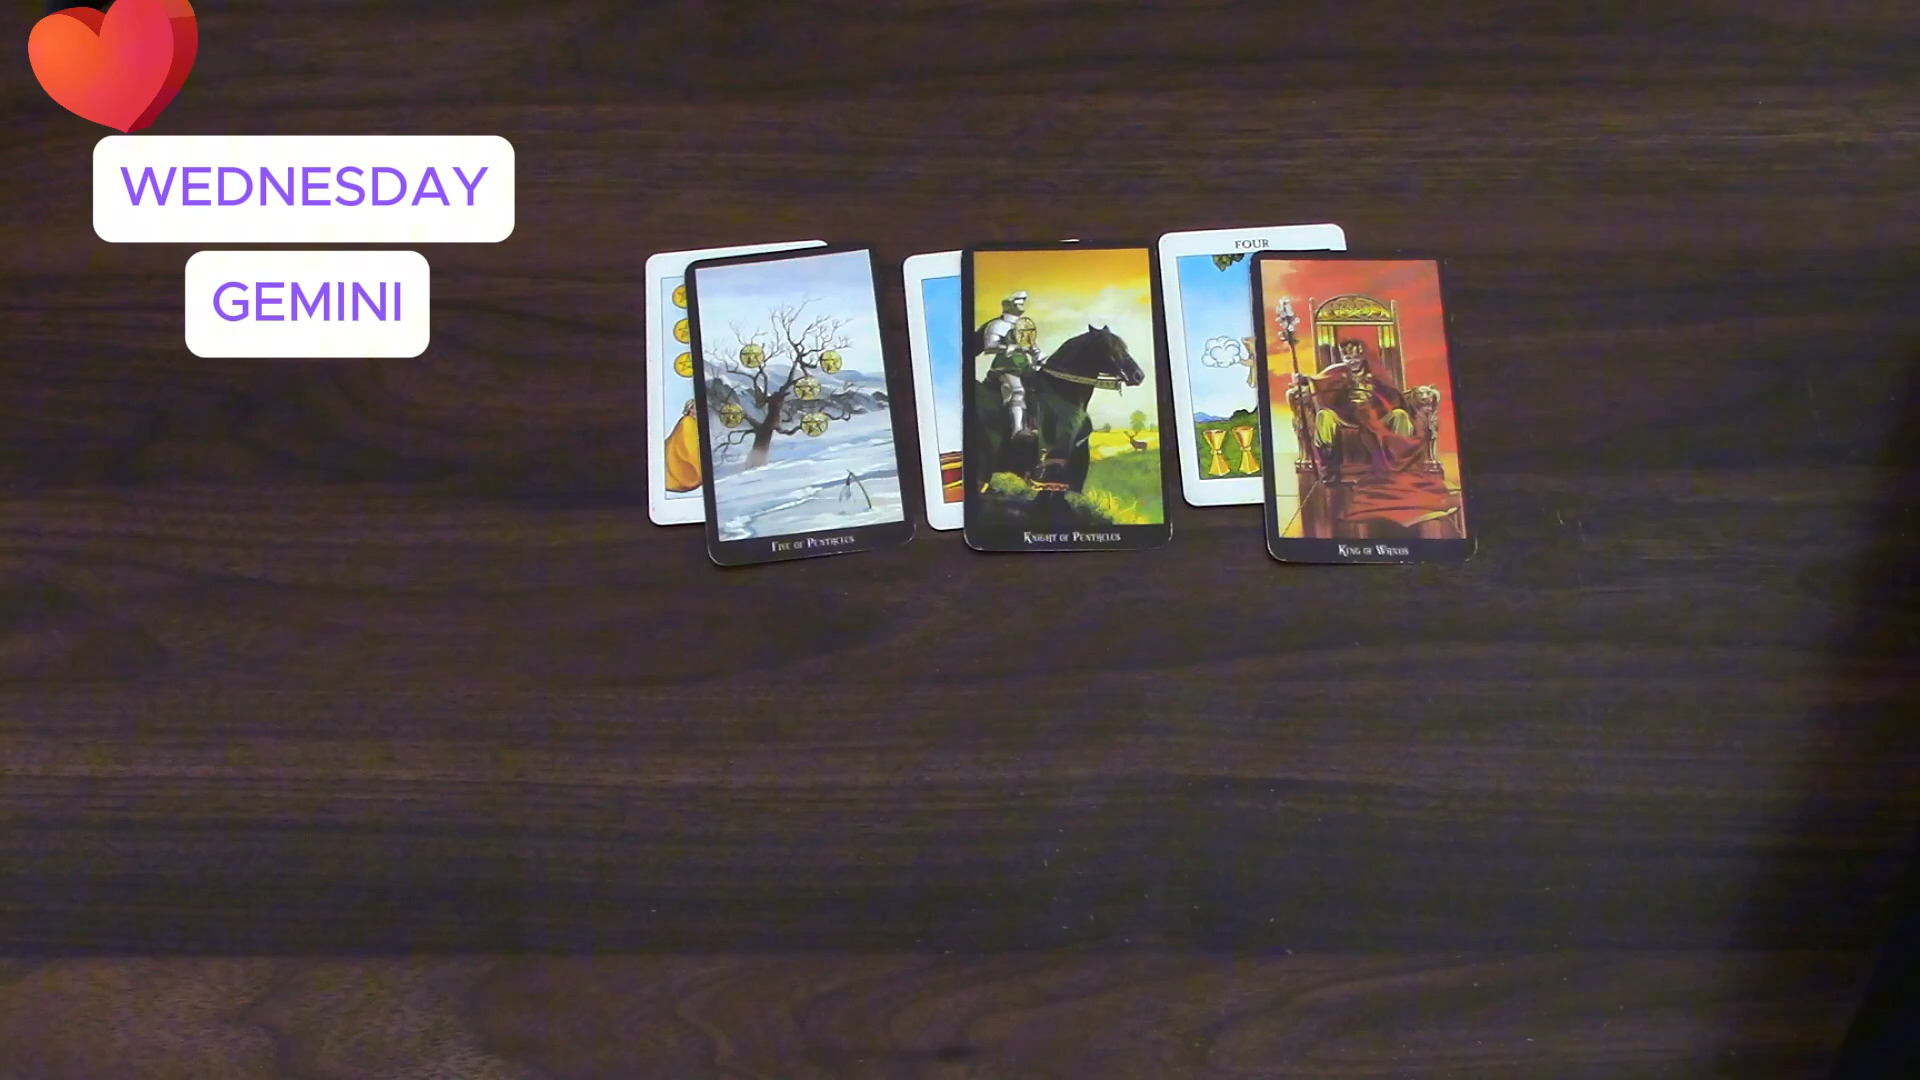 WEDNESDAY
GEMINI
FOUR
Five of Pentacles
Knight of Pentacles
King of Wands